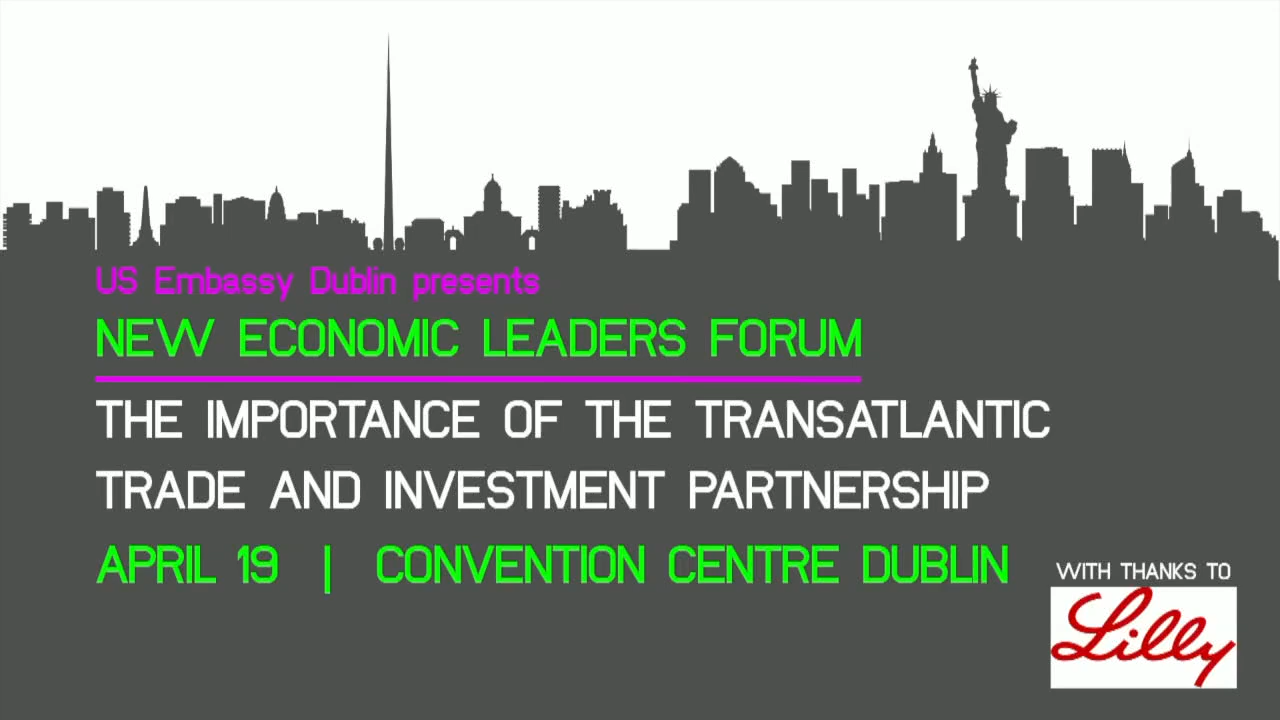 US Embassy Dublin presents
NEW ECONOMIC LEADERS FORUM
THE IMPORTANCE OF THE TRANSATLANTIC
TRADE AND INVESTMENT PARTNERSHIP
APRIL 19 | CONVENTION CENTRE DUBLIN
WITH THANKS TO
Lilly